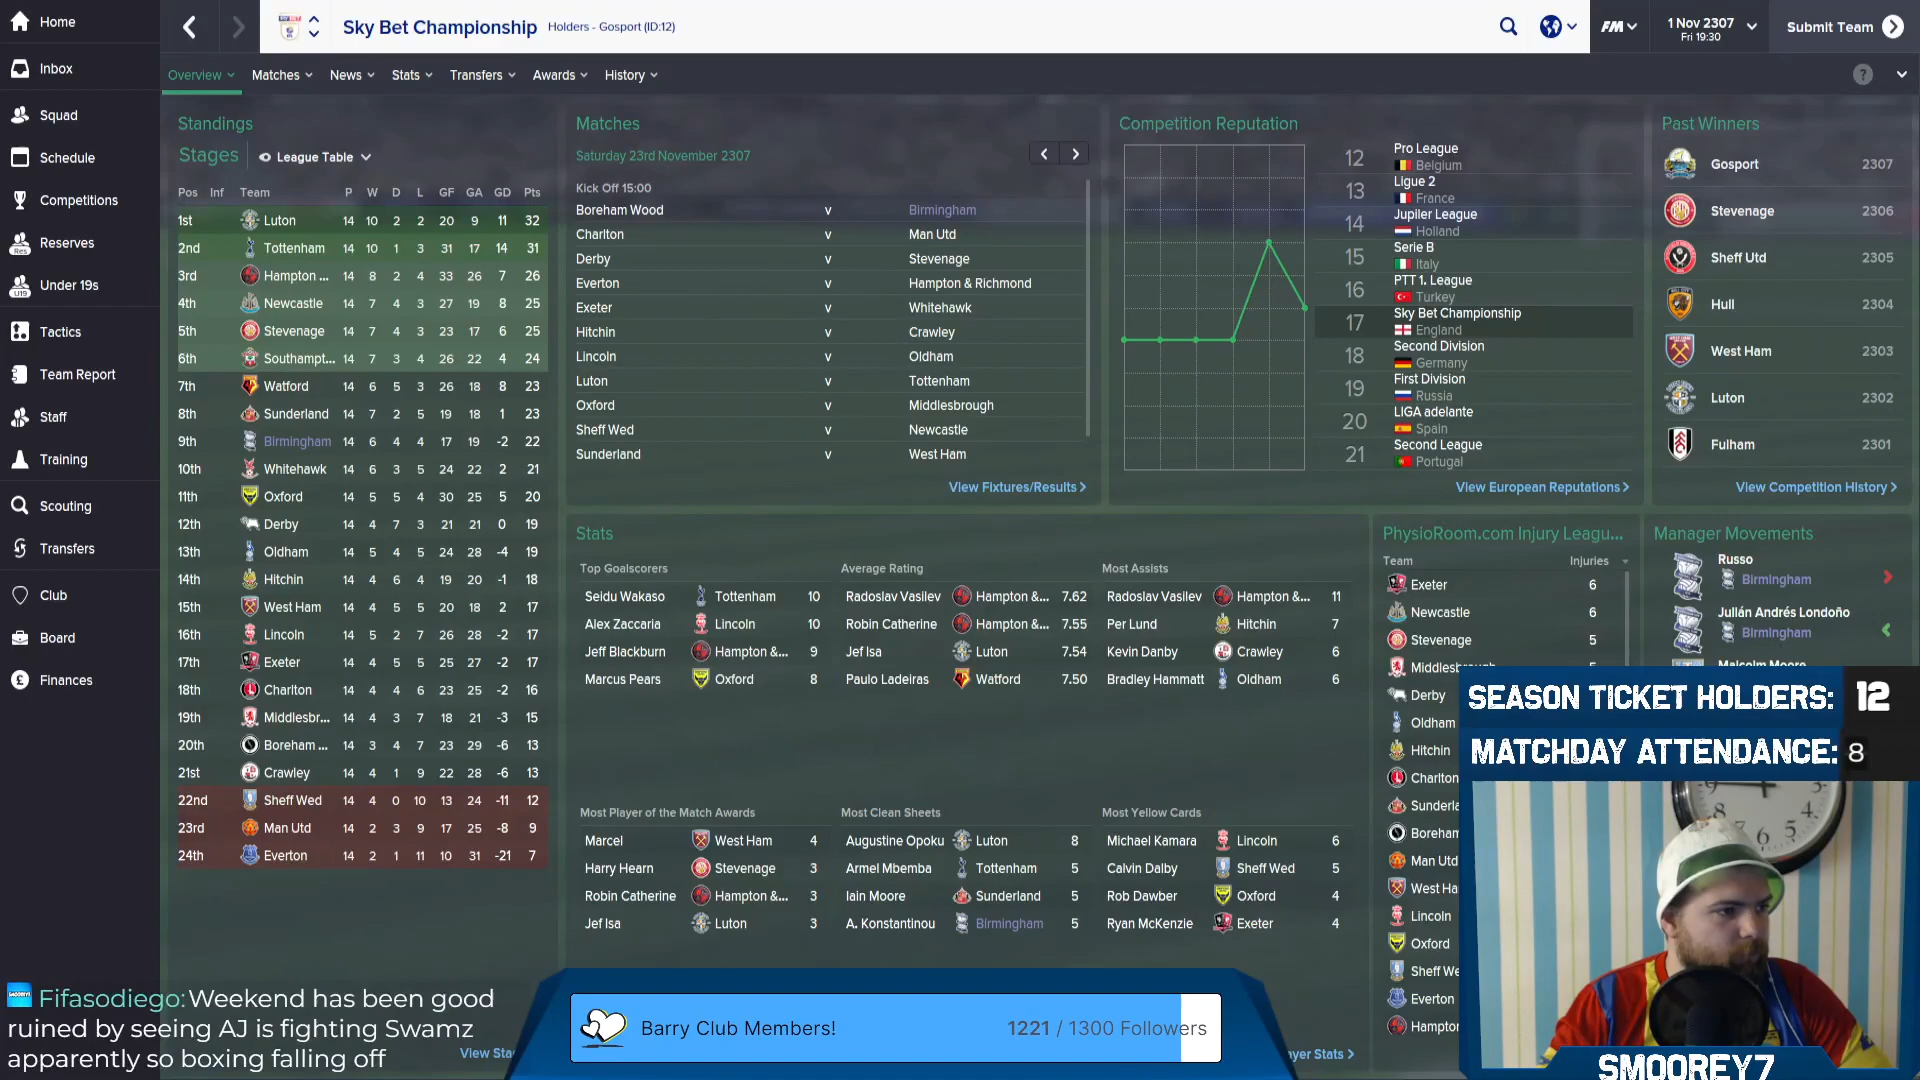 Home
Inbox
Squad
Schedule
Competitions
Reserves
Under 19s
Tactics
Team Report
Staff
Training
Scouting
Transfers
Club
Board
Finances
Sky Bet Championship Holders - Gosport (ID:12)
FM
1 Nov 2307
Fri 19:30
Submit Team
Overview Matches News Stats Transfers Awards History
Standings
Stages League Table
Pos Inf Team P W D L GF GA GD Pts
1st Luton 14 10 2 2 20 9 11 32
2nd Tottenham 14 10 1 3 31 17 14 31
3rd Hampton ... 14 8 2 4 33 26 7 26
4th Newcastle 14 7 4 3 27 19 8 25
5th Stevenage 14 7 4 3 23 17 6 25
6th Southampt... 14 7 3 4 26 22 4 24
7th Watford 14 6 5 3 26 18 8 23
8th Sunderland 14 7 2 5 19 18 1 23
9th Birmingham 14 6 4 4 17 19 -2 22
10th Whitehawk 14 6 3 5 24 22 2 21
11th Oxford 14 5 5 4 30 25 5 20
12th Derby 14 4 7 3 21 21 0 19
13th Oldham 14 5 4 5 24 28 -4 19
14th Hitchin 14 4 6 4 19 20 -1 18
15th West Ham 14 4 5 5 20 18 2 17
16th Lincoln 14 5 2 7 26 28 -2 17
17th Exeter 14 4 5 5 25 27 -2 17
18th Charlton 14 4 4 6 23 25 -2 16
19th Middlesbr... 14 4 3 7 18 21 -3 15
20th Boreham ... 14 3 4 7 23 29 -6 13
21st Crawley 14 4 1 9 22 28 -6 13
22nd Sheff Wed 14 4 0 10 13 24 -11 12
23rd Man Utd 14 2 3 9 17 25 -8 9
24th Everton 14 2 1 11 10 31 -21 7
View Sta
Matches
Saturday 23rd November 2307
Kick Off 15:00
Boreham Wood v Birmingham
Charlton v Man Utd
Derby v Stevenage
Everton v Hampton & Richmond
Exeter v Whitehawk
Hitchin v Crawley
Lincoln v Oldham
Luton v Tottenham
Oxford v Middlesbrough
Sheff Wed v Newcastle
Sunderland v West Ham
View Fixtures/Results
Competition Reputation
12 Pro League
Belgium
13 Ligue 2
France
14 Jupiler League
Holland
15 Serie B
Italy
16 PTT 1. League
Turkey
17 Sky Bet Championship
England
18 Second Division
Germany
19 First Division
Russia
20 LIGA adelante
Spain
21 Second League
Portugal
View European Reputations
Past Winners
Gosport 2307
Stevenage 2306
Sheff Utd 2305
Hull 2304
West Ham 2303
Luton 2302
Fulham 2301
View Competition History
Stats
Top Goalscorers
Seidu Wakaso Tottenham 10
Alex Zaccaria Lincoln 10
Jeff Blackburn Hampton &... 9
Marcus Pears Oxford 8
Average Rating
Radoslav Vasilev Hampton &... 7.62
Robin Catherine Hampton &... 7.55
Jef Isa Luton 7.54
Paulo Ladeiras Watford 7.50
Most Assists
Radoslav Vasilev Hampton &... 11
Per Lund Hitchin 7
Kevin Danby Crawley 6
Bradley Hammatt Oldham 6
Most Player of the Match Awards
Marcel West Ham 4
Harry Hearn Stevenage 3
Robin Catherine Hampton &... 3
Jef Isa Luton 3
Most Clean Sheets
Augustine Opoku Luton 8
Armel Mbemba Tottenham 5
Iain Moore Sunderland 5
A. Konstantinou Birmingham 5
Most Yellow Cards
Michael Kamara Lincoln 6
Calvin Dalby Sheff Wed 5
Rob Dawber Oxford 4
Ryan McKenzie Exeter 4
ayer Stats
PhysioRoom.com Injury Leagu...
Team Injuries
Exeter 6
Newcastle 6
Stevenage 5
Middlesbrough 5
Derby
Oldham
Hitchin
Charlton
Sunderla
Boreham
Man Utd
West Ha
Lincoln
Oxford
Sheff We
Everton
Hampton
Manager Movements
Russo
Birmingham
Julián Andrés Londoño
Birmingham
Malcolm Moore
SEASON TICKET HOLDERS: 12
MATCHDAY ATTENDANCE: 8
SMOOREY7
Fifasodiego: Weekend has been good
ruined by seeing AJ is fighting Swamz
apparently so boxing falling off
Barry Club Members! 1221 / 1300 Followers